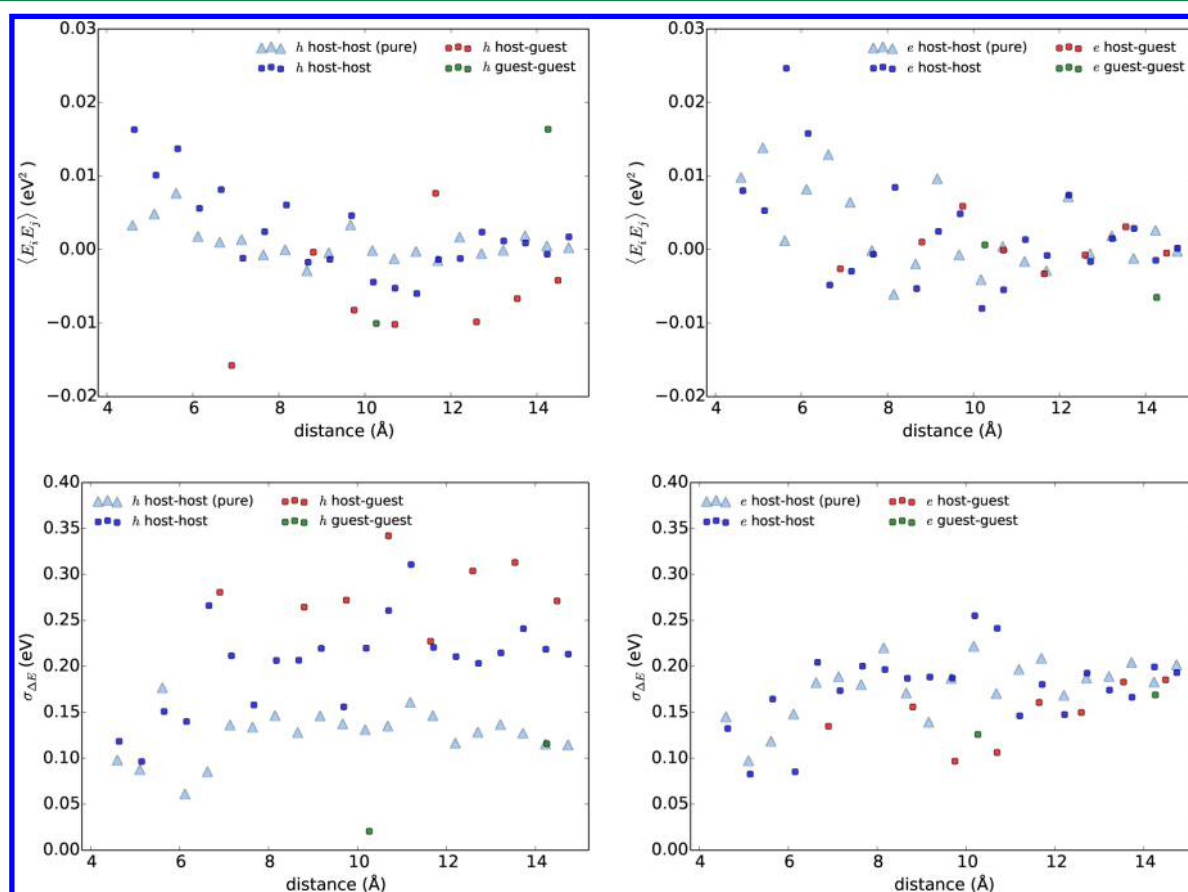 0.03
0.02
0.01
0.00
−0.01
−0.02
⟨E_i E_j⟩ (eV²)
h host-host (pure)
h host-host
h host-guest
h guest-guest
4 6 8 10 12 14
distance (Å)
0.03
0.02
0.01
0.00
−0.01
−0.02
⟨E_i E_j⟩ (eV²)
e host-host (pure)
e host-host
e host-guest
e guest-guest
4 6 8 10 12 14
distance (Å)
0.40
0.35
0.30
0.25
0.20
0.15
0.10
0.05
0.00
σ_ΔE (eV)
h host-host (pure)
h host-host
h host-guest
h guest-guest
4 6 8 10 12 14
distance (Å)
0.40
0.35
0.30
0.25
0.20
0.15
0.10
0.05
0.00
σ_ΔE (eV)
e host-host (pure)
e host-host
e host-guest
e guest-guest
4 6 8 10 12 14
distance (Å)